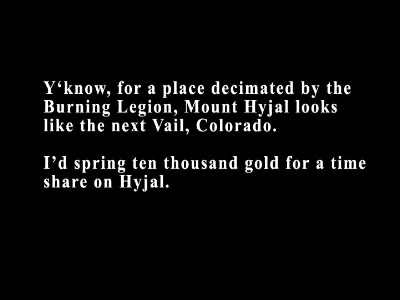 Y‘know, for a place decimated by the
Burning Legion, Mount Hyjal looks
like the next Vail, Colorado.
I’d spring ten thousand gold for a time
share on Hyjal.